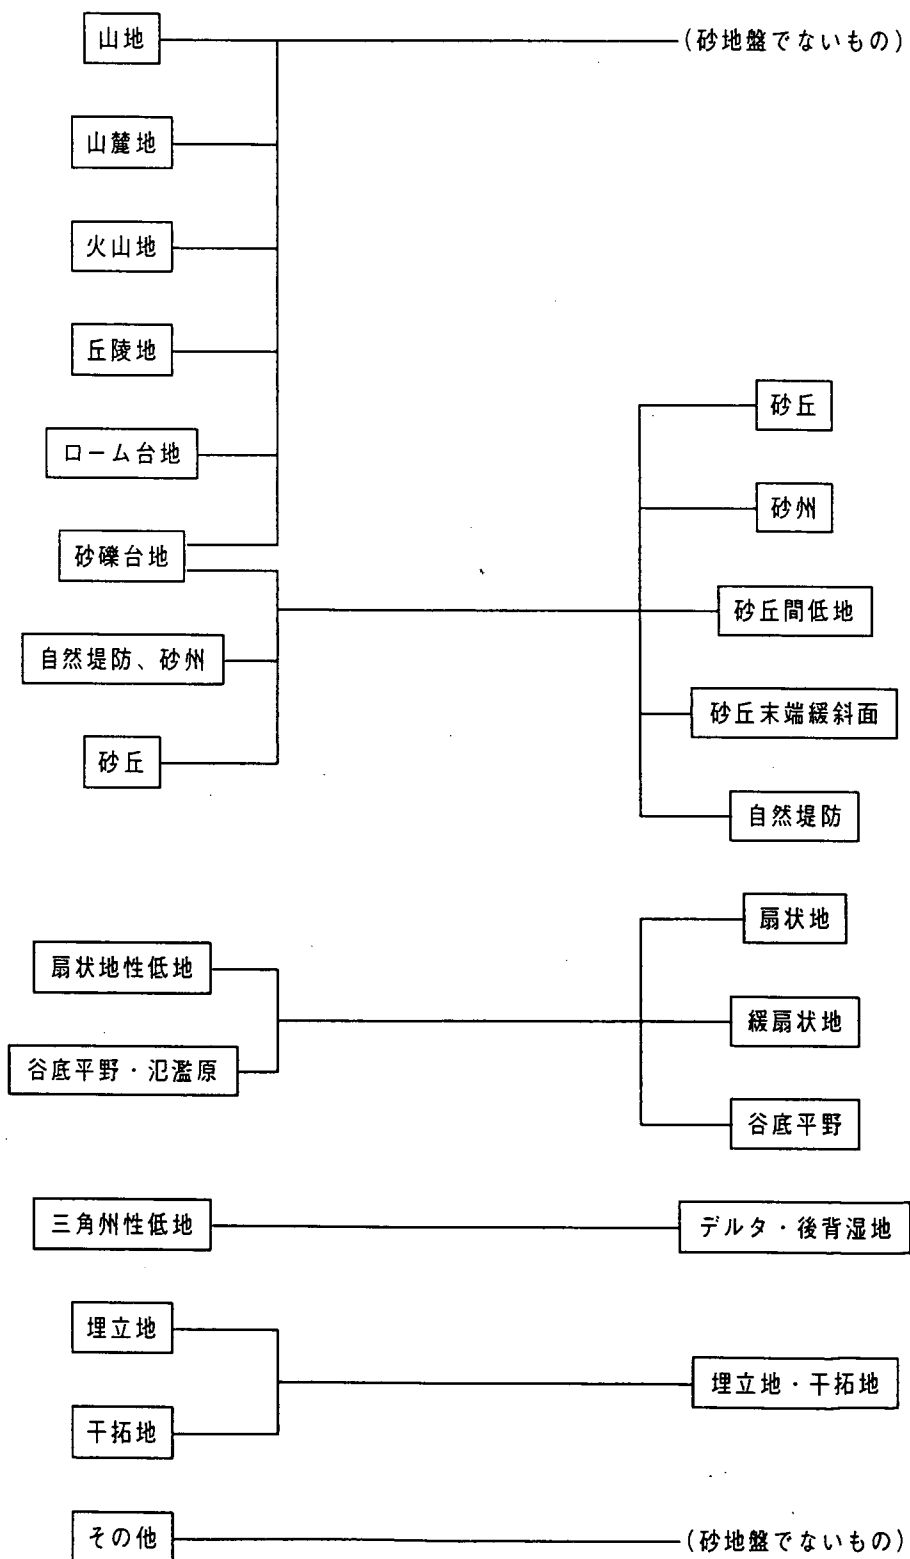 山地
(砂地盤でないもの)
山麓地
火山地
丘陵地
砂丘
ローム台地
砂州
砂礫台地
砂丘間低地
自然堤防、砂州
砂丘末端緩斜面
砂丘
自然堤防
扇状地
扇状地性低地
緩扇状地
谷底平野・氾濫原
谷底平野
三角州性低地
デルタ・後背湿地
埋立地
埋立地・干拓地
干拓地
その他
(砂地盤でないもの)